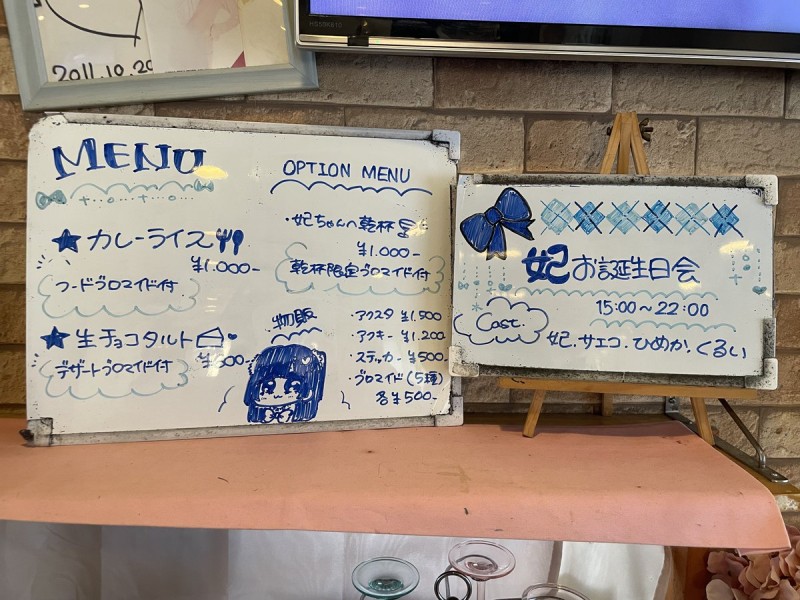 2011.10.20
MENU
★カレーライス
¥1.000-
フードブロマイド付
★生チョコタルト
デザートブロマイド付
OPTION MENU
・妃ちゃんへ乾杯
¥1.000-
乾杯限定ブロマイド付
物販
・アクスタ ¥1.500
・アクキー ¥1.200
・ステッカー ¥500-
・ブロマイド(5種)
各¥500-
妃お誕生日会
15:00~22:00
Cast.
妃.サエコ.ひめか.くるい